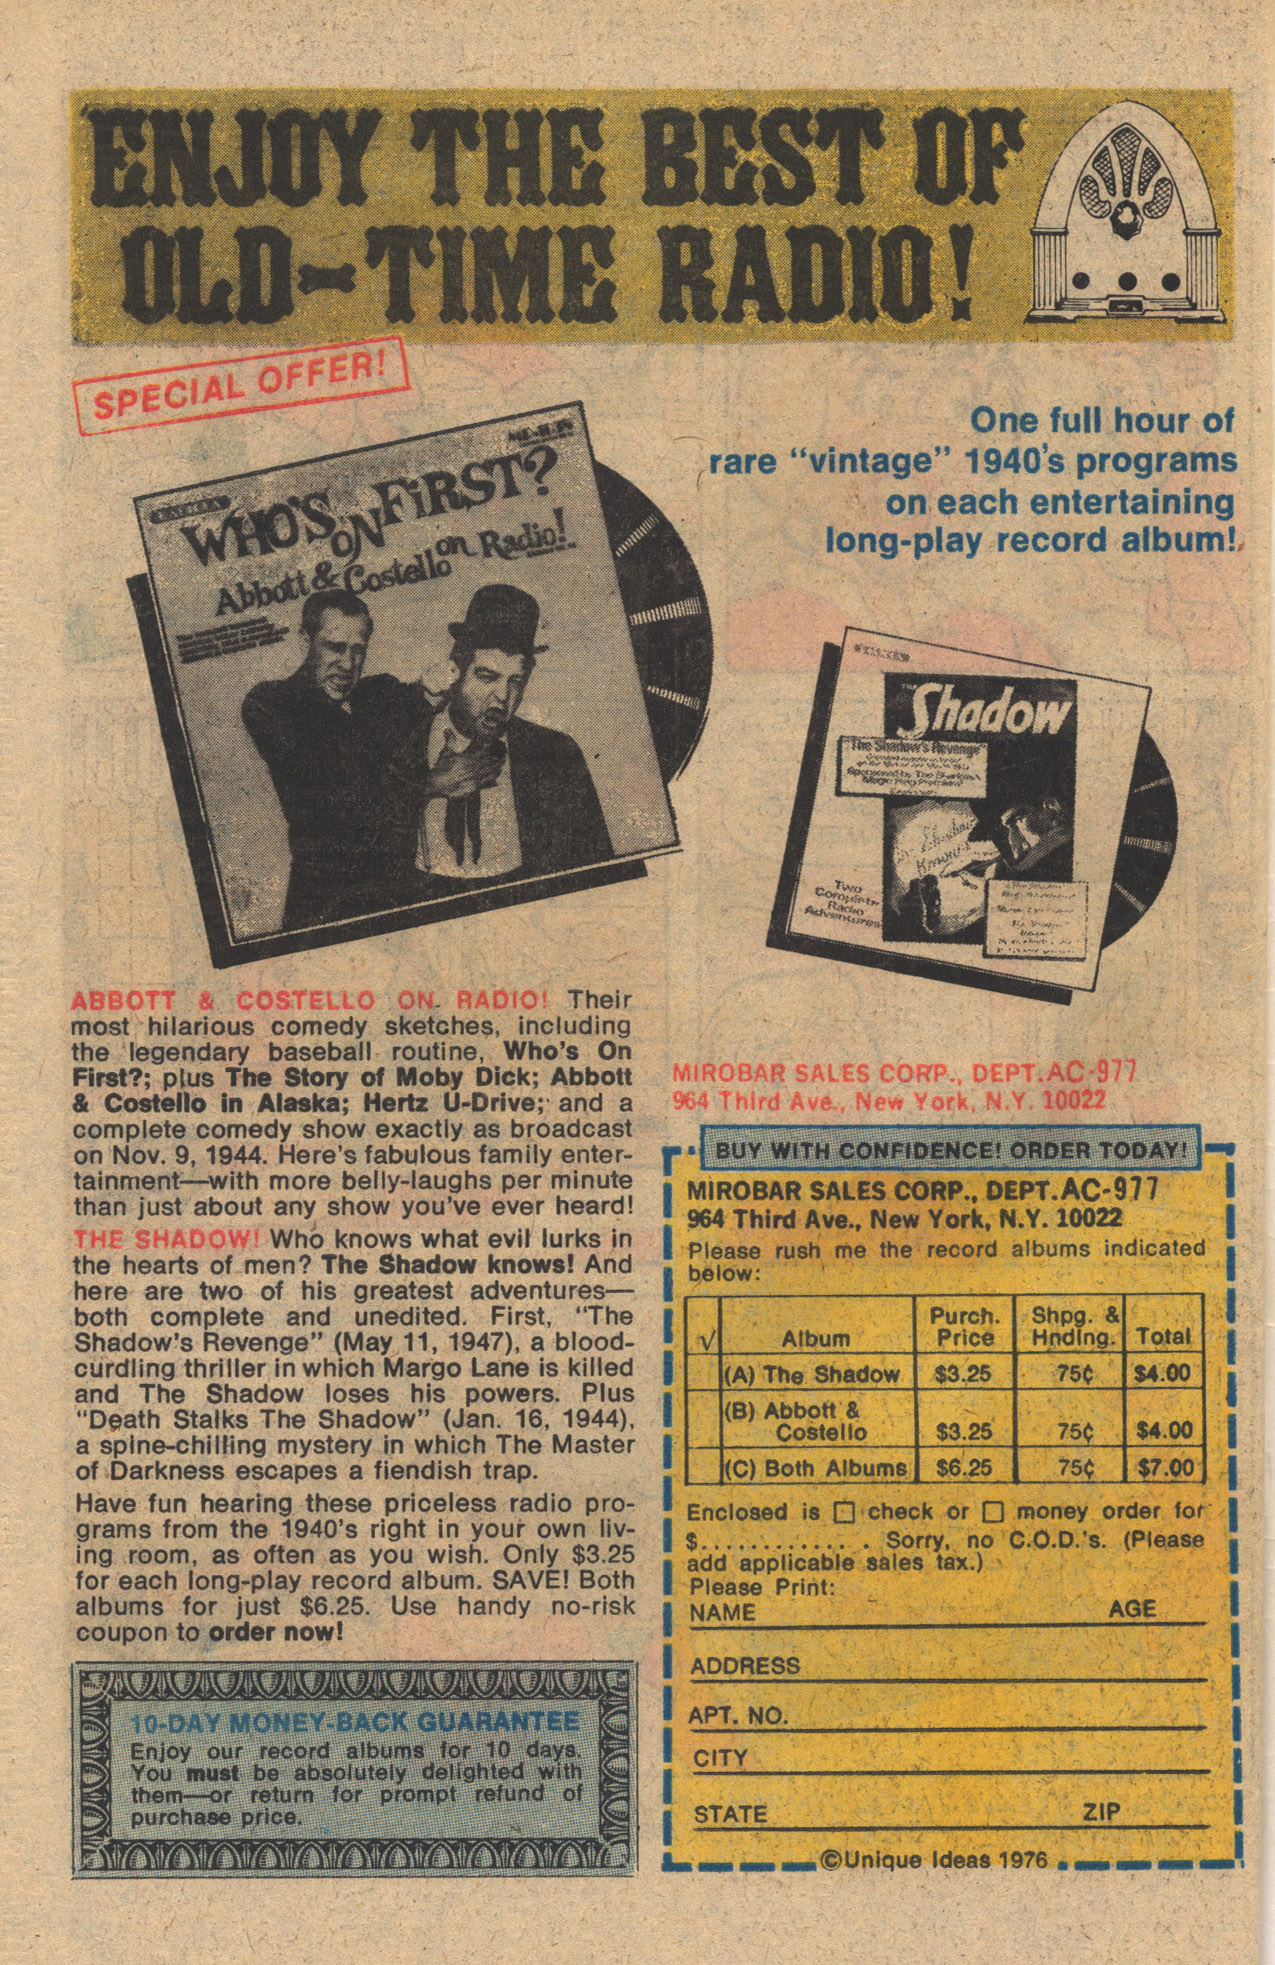 ENJOY THE BEST OF
OLD-TIME RADIO!
SPECIAL OFFER!
WHO'S ON FIRST?
Abbott & Costello on Radio!
One full hour of
rare "vintage" 1940's programs
on each entertaining
long-play record album!
THE Shadow
"The Shadow's Revenge"
Two
Complete
Radio
Adventures
ABBOTT & COSTELLO ON RADIO! Their
most hilarious comedy sketches, including
the legendary baseball routine, Who's On
First?; plus The Story of Moby Dick; Abbott
& Costello in Alaska; Hertz U-Drive; and a
complete comedy show exactly as broadcast
on Nov. 9, 1944. Here's fabulous family enter-
tainment—with more belly-laughs per minute
than just about any show you've ever heard!
THE SHADOW! Who knows what evil lurks in
the hearts of men? The Shadow knows! And
here are two of his greatest adventures—
both complete and unedited. First, "The
Shadow's Revenge" (May 11, 1947), a blood-
curdling thriller in which Margo Lane is killed
and The Shadow loses his powers. Plus
"Death Stalks The Shadow" (Jan. 16, 1944),
a spine-chilling mystery in which The Master
of Darkness escapes a fiendish trap.
Have fun hearing these priceless radio pro-
grams from the 1940's right in your own liv-
ing room, as often as you wish. Only $3.25
for each long-play record album. SAVE! Both
albums for just $6.25. Use handy no-risk
coupon to order now!
10-DAY MONEY-BACK GUARANTEE
Enjoy our record albums for 10 days.
You must be absolutely delighted with
them—or return for prompt refund of
purchase price.
MIROBAR SALES CORP., DEPT. AC-977
964 Third Ave., New York, N.Y. 10022
BUY WITH CONFIDENCE! ORDER TODAY!
MIROBAR SALES CORP., DEPT. AC-977
964 Third Ave., New York, N.Y. 10022
Please rush me the record albums indicated
below:
√ Album Purch. Price Shpg. & Hndlng. Total
(A) The Shadow $3.25 75¢ $4.00
(B) Abbott & Costello $3.25 75¢ $4.00
(C) Both Albums $6.25 75¢ $7.00
Enclosed is □ check or □ money order for
$............. Sorry, no C.O.D.'s. (Please
add applicable sales tax.)
Please Print:
NAME AGE
ADDRESS
APT. NO.
CITY
STATE ZIP
©Unique Ideas 1976